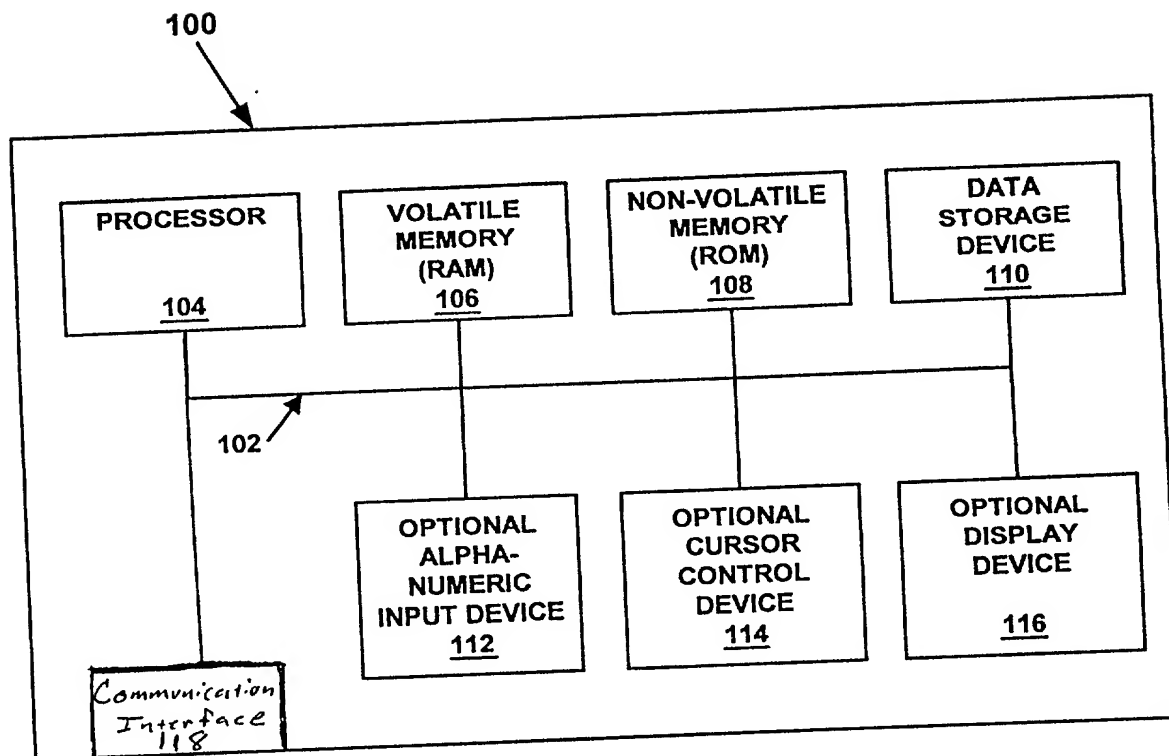 100
PROCESSOR
104
VOLATILE
MEMORY
(RAM)
106
NON-VOLATILE
MEMORY
(ROM)
108
DATA
STORAGE
DEVICE
110
102
OPTIONAL
ALPHA-
NUMERIC
INPUT DEVICE
112
OPTIONAL
CURSOR
CONTROL
DEVICE
114
OPTIONAL
DISPLAY
DEVICE
116
Communication
Interface
118